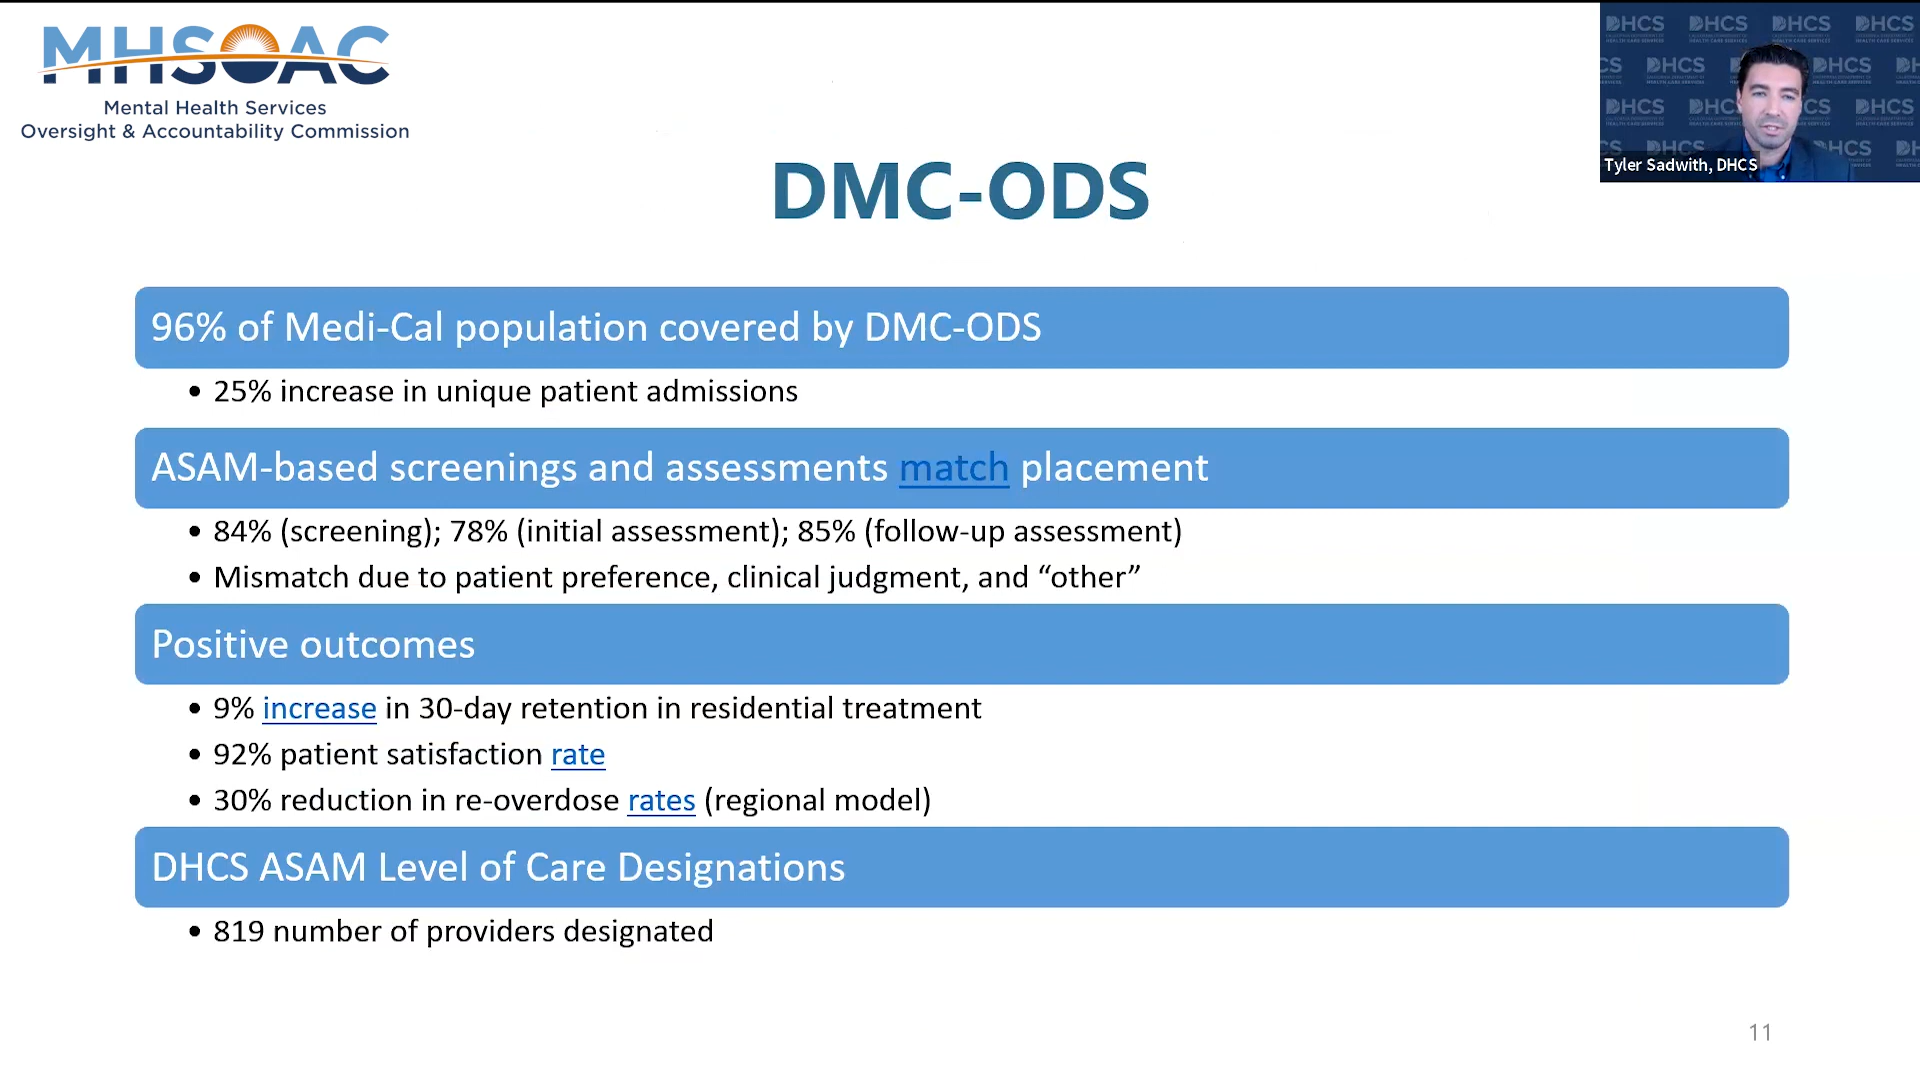 MHSOAC
Mental Health Services
Oversight & Accountability Commission
DHCS DHCS DHCS DHCS
Tyler Sadwith, DHCS
DMC-ODS
96% of Medi-Cal population covered by DMC-ODS
• 25% increase in unique patient admissions
ASAM-based screenings and assessments match placement
• 84% (screening); 78% (initial assessment); 85% (follow-up assessment)
• Mismatch due to patient preference, clinical judgment, and “other”
Positive outcomes
• 9% increase in 30-day retention in residential treatment
• 92% patient satisfaction rate
• 30% reduction in re-overdose rates (regional model)
DHCS ASAM Level of Care Designations
• 819 number of providers designated
11